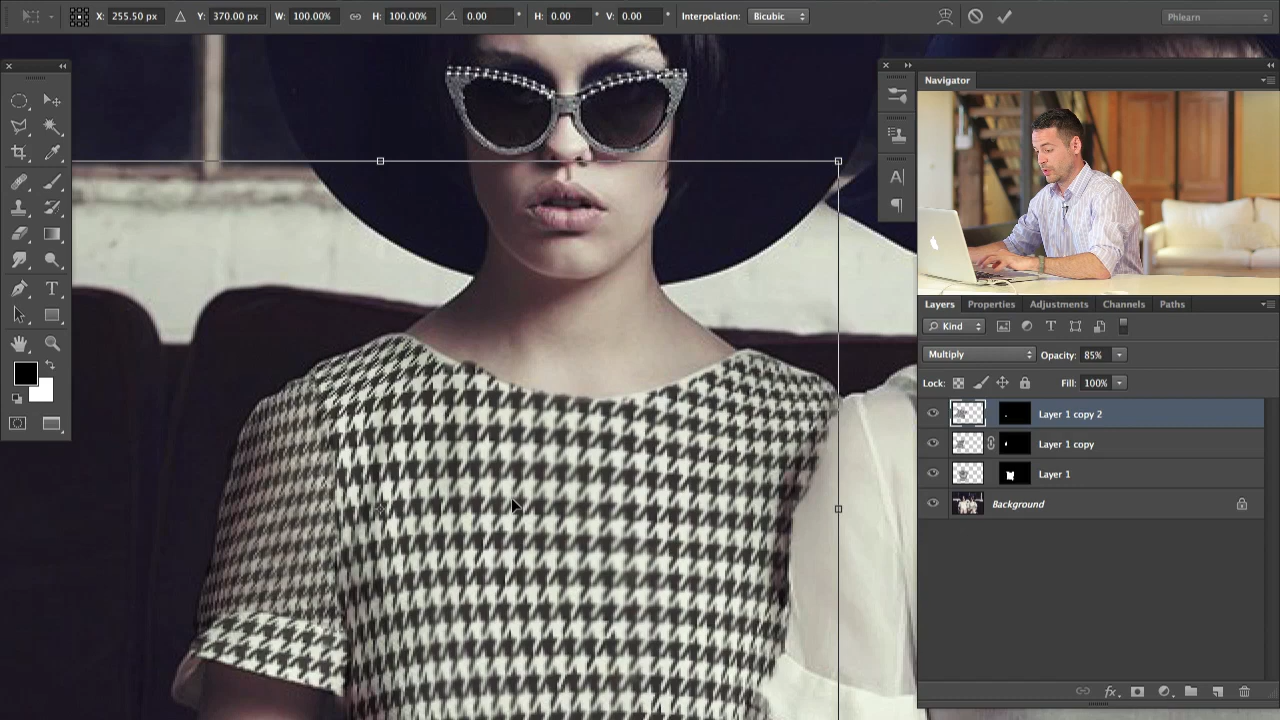 X: 255.50 px Y: 370.00 px W: 100.00% H: 100.00% 0.00 ° H: 0.00 ° V: 0.00 ° Interpolation: Bicubic Phlearn
Navigator
A
T
Layers Properties Adjustments Channels Paths
Kind T
Multiply Opacity: 85%
Lock: Fill: 100%
Layer 1 copy 2
Layer 1 copy
Layer 1
Background
fx